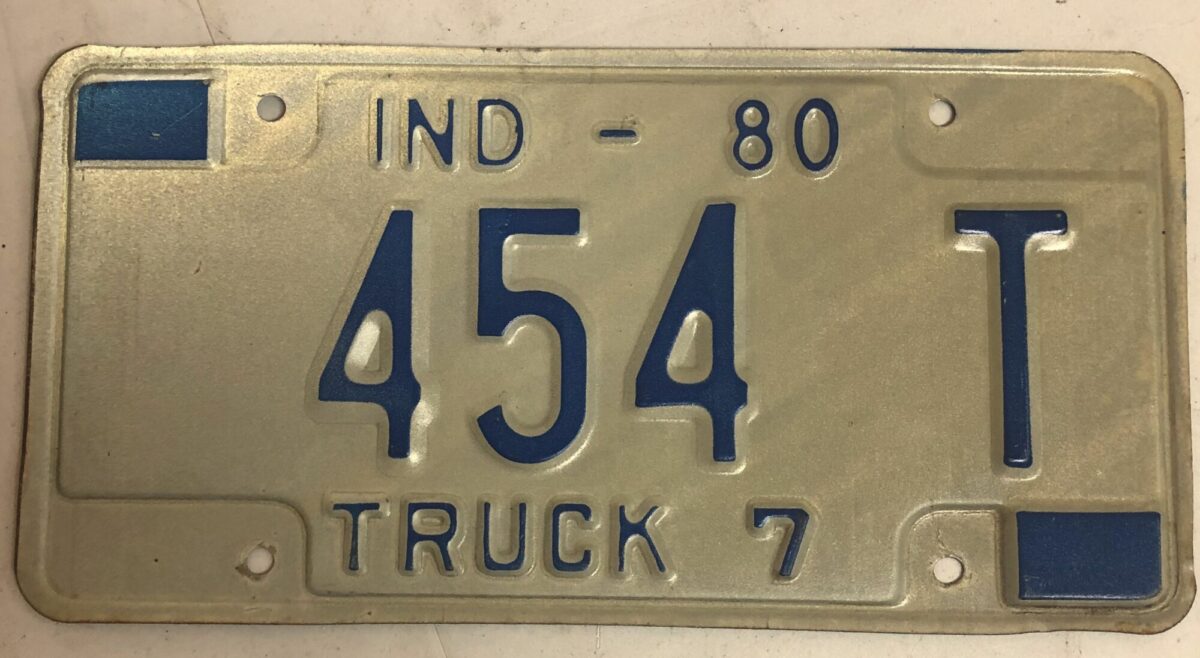 IND - 80
454 T
TRUCK 7